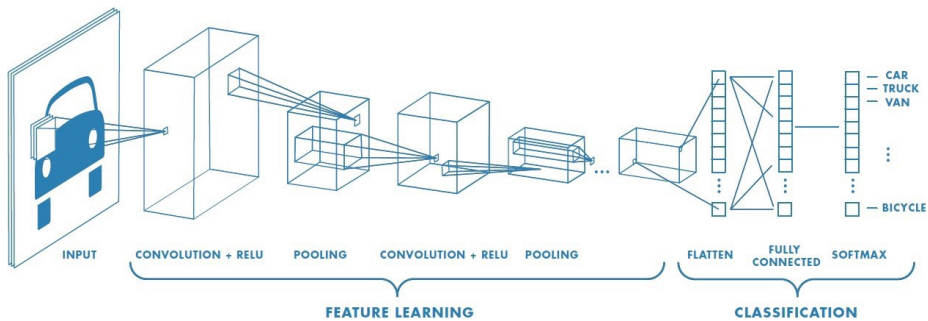 CAR
TRUCK
VAN
BICYCLE
INPUT
CONVOLUTION + RELU
POOLING
CONVOLUTION + RELU
POOLING
FLATTEN
FULLY
CONNECTED
SOFTMAX
FEATURE LEARNING
CLASSIFICATION